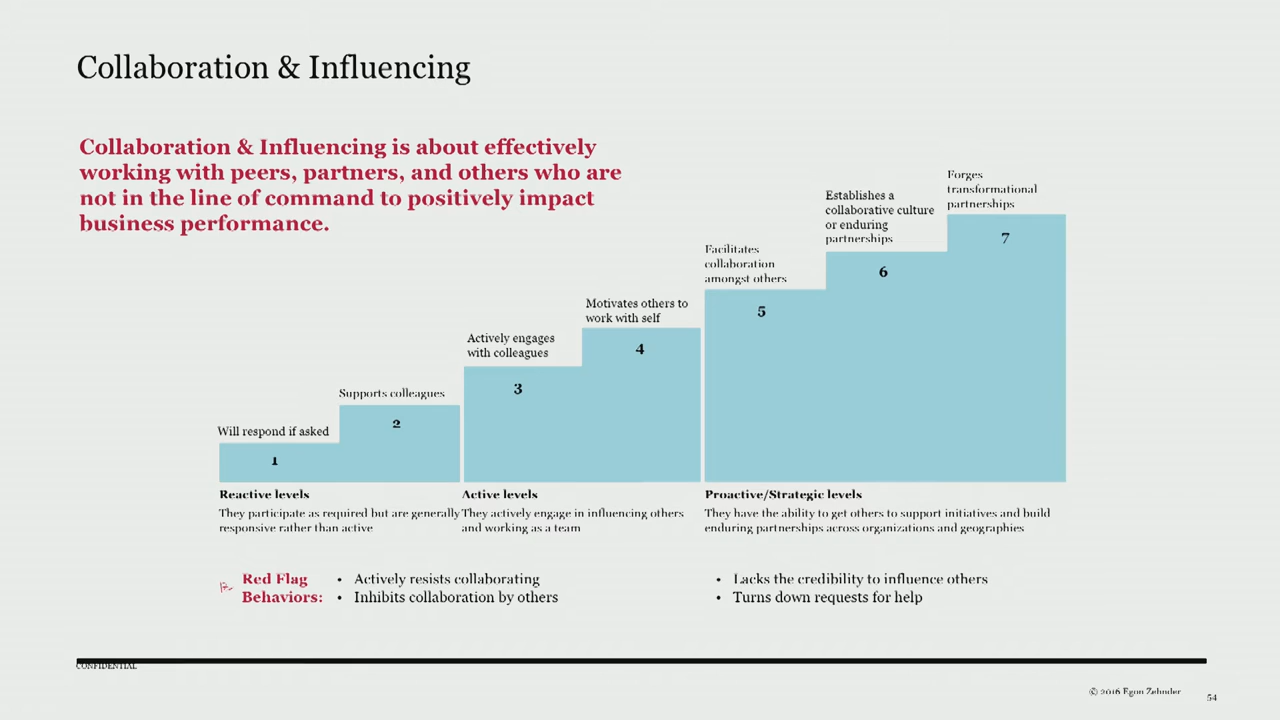 Collaboration & Influencing
Collaboration & Influencing is about effectively
working with peers, partners, and others who are
not in the line of command to positively impact
business performance.
Will respond if asked
1
Supports colleagues
2
Actively engages
with colleagues
3
Motivates others to
work with self
4
Facilitates
collaboration
amongst others
5
Establishes a
collaborative culture
or enduring
partnerships
6
Forges
transformational
partnerships
7
Reactive levels
They participate as required but are generally
responsive rather than active
Active levels
They actively engage in influencing others
and working as a team
Proactive/Strategic levels
They have the ability to get others to support initiatives and build
enduring partnerships across organizations and geographies
Red Flag
Behaviors:
• Actively resists collaborating
• Inhibits collaboration by others
• Lacks the credibility to influence others
• Turns down requests for help
CONFIDENTIAL
© 2016 Egon Zehnder
54